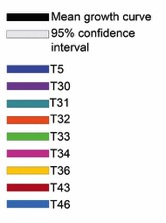 Mean growth curve
95% confidence
interval
T5
T30
T31
T32
T33
T34
T36
T43
T46